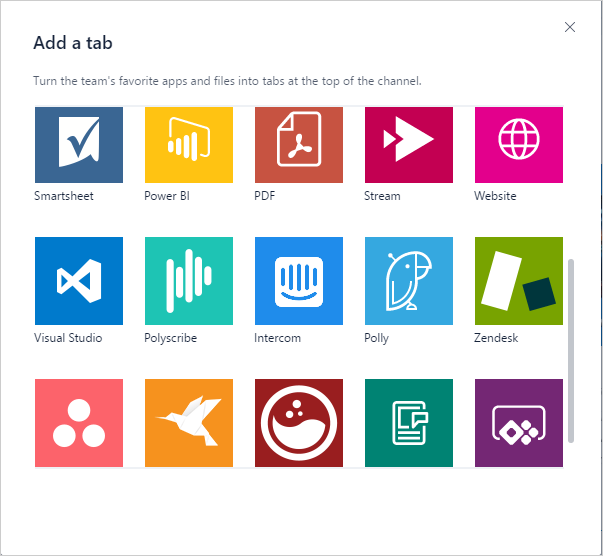 Add a tab
Turn the team's favorite apps and files into tabs at the top of the channel.
Smartsheet
Power BI
PDF
Stream
Website
Visual Studio
Polyscribe
Intercom
Polly
Zendesk